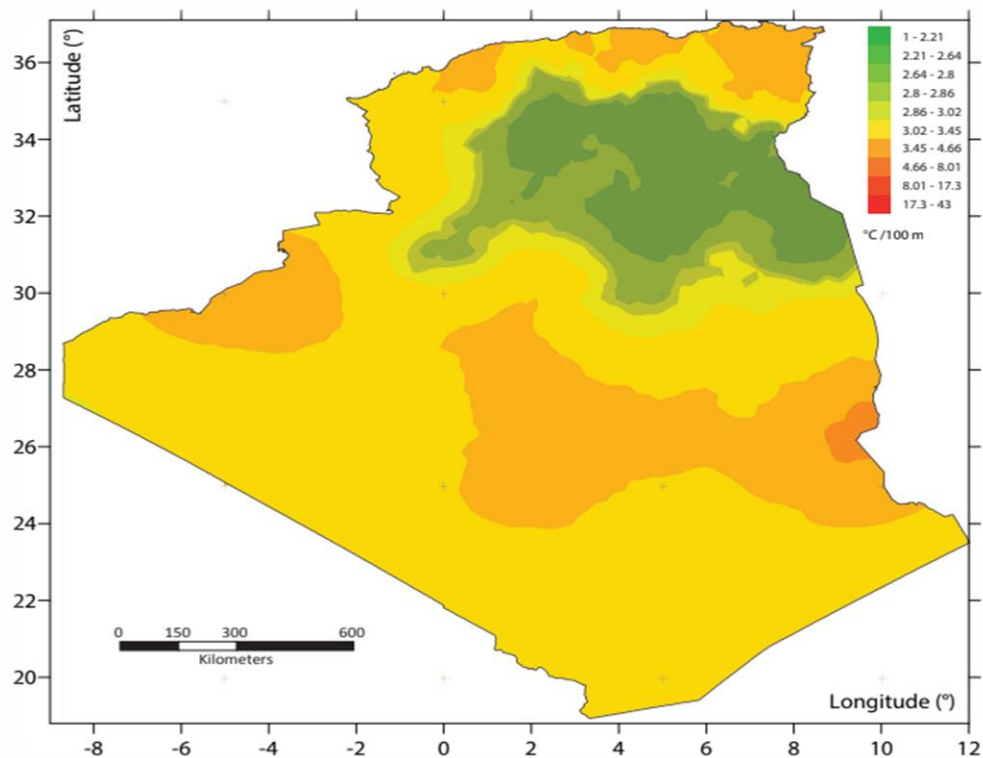 Latitude (°)
36
34
32
30
28
26
24
22
20
1 - 2.21
2.21 - 2.64
2.64 - 2.8
2.8 - 2.86
2.86 - 3.02
3.02 - 3.45
3.45 - 4.66
4.66 - 8.01
8.01 - 17.3
17.3 - 43
°C /100 m
0 150 300 600
Kilometers
Longitude (°)
-8 -6 -4 -2 0 2 4 6 8 10 12